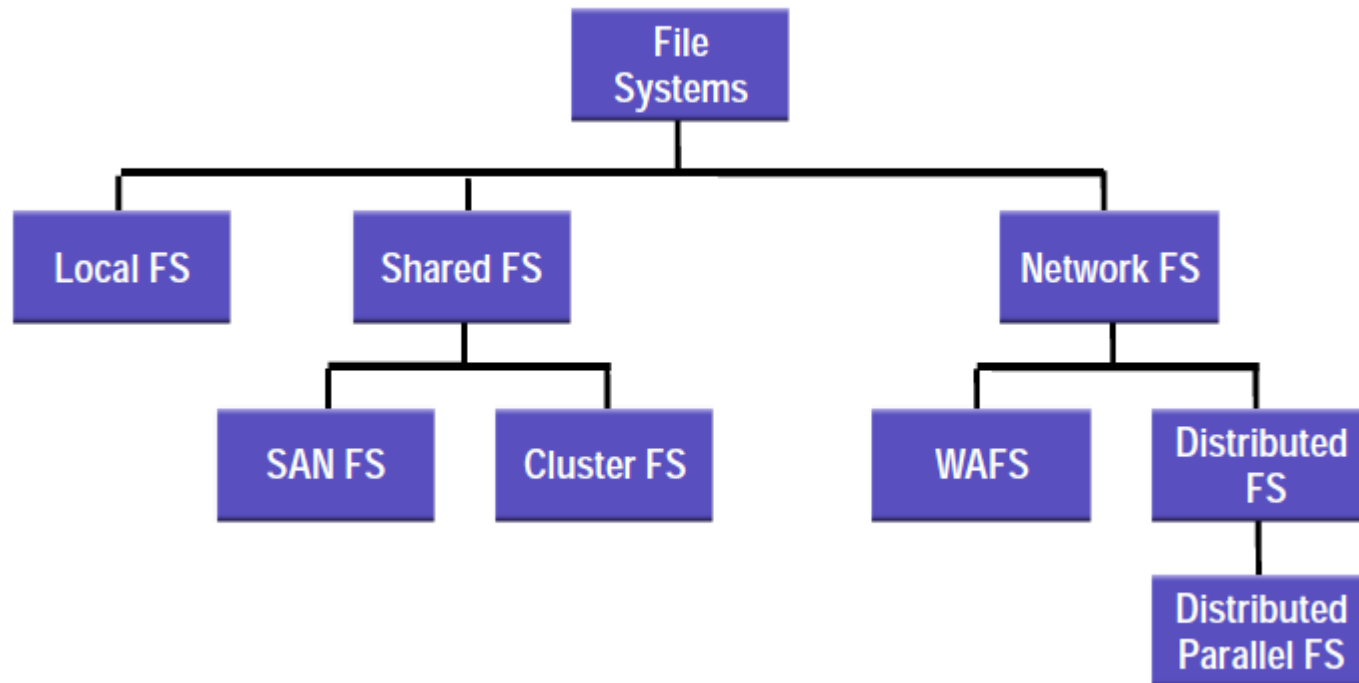 File
Systems
Local FS
Shared FS
Network FS
SAN FS
Cluster FS
WAFS
Distributed
FS
Distributed
Parallel FS